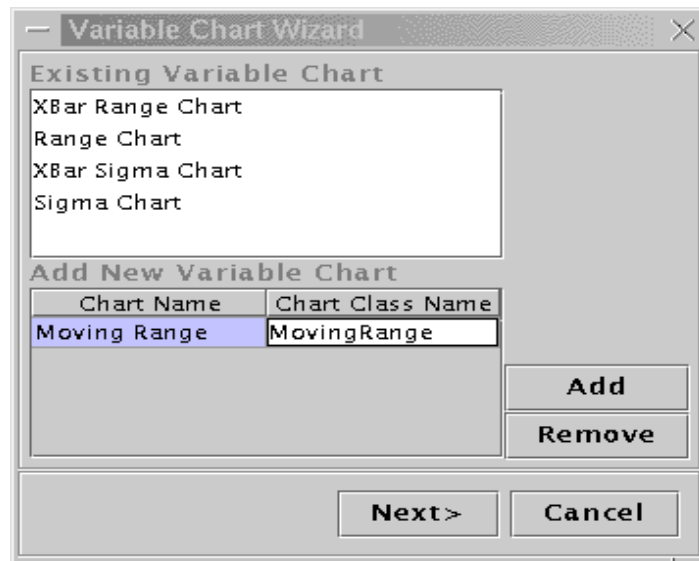 Variable Chart Wizard
Existing Variable Chart
XBar Range Chart
Range Chart
XBar Sigma Chart
Sigma Chart
Add New Variable Chart
Chart Name Chart Class Name
Moving Range MovingRange
Add
Remove
Next> Cancel